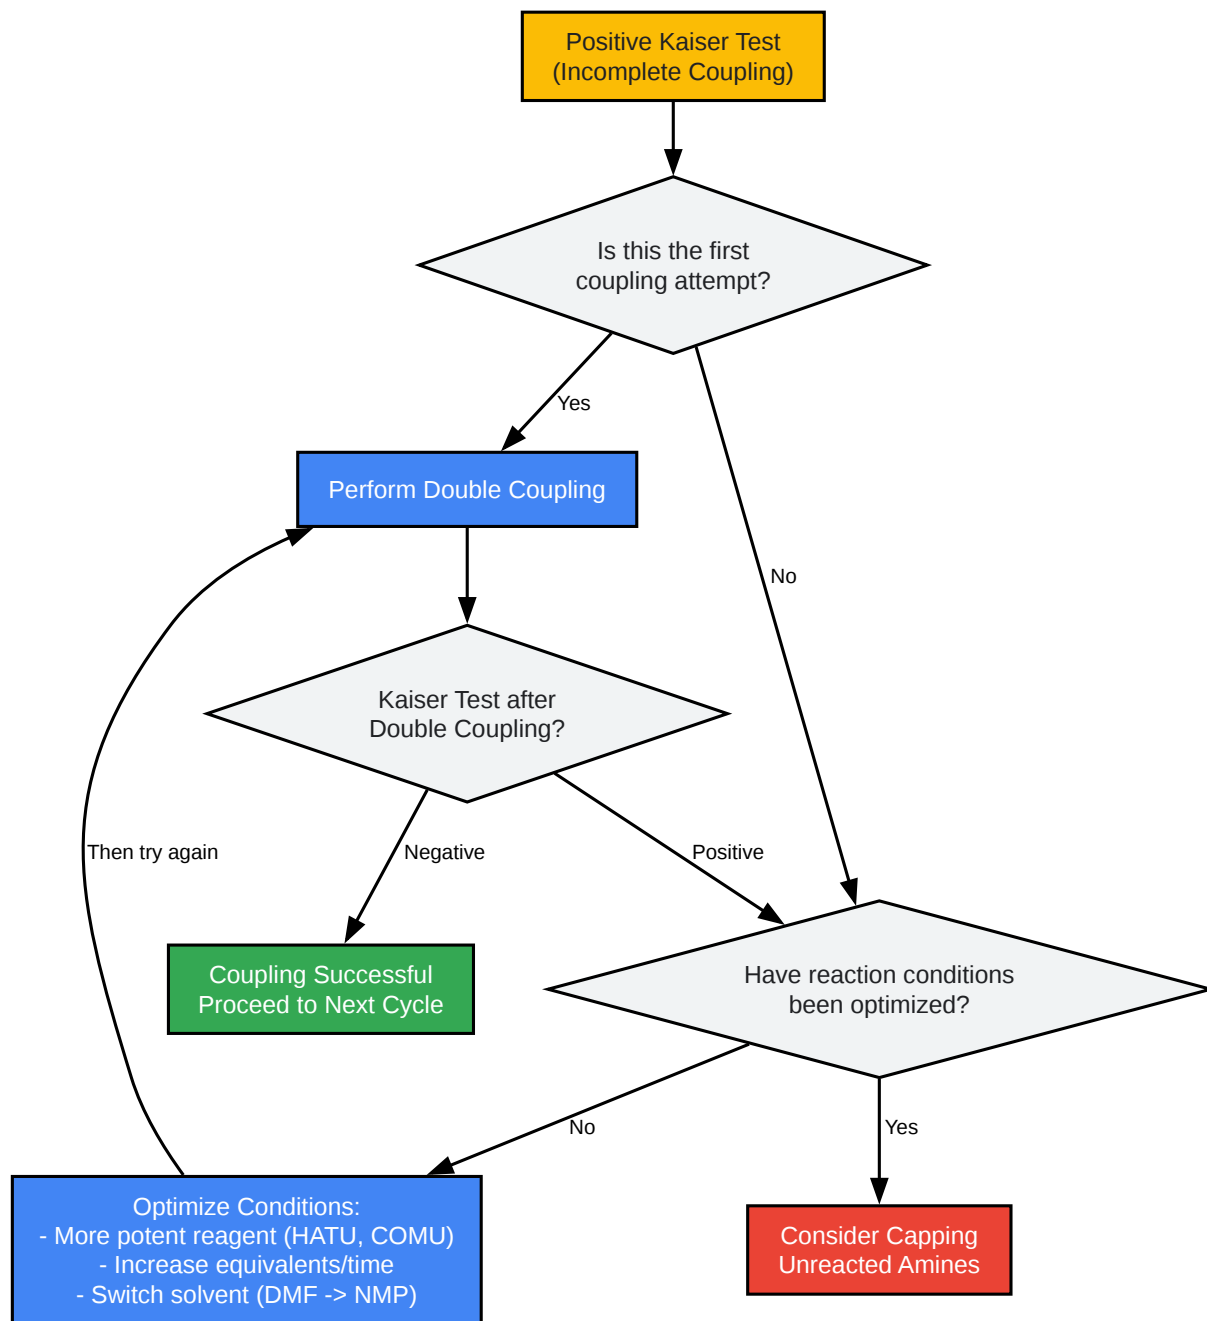 Positive Kaiser Test
(Incomplete Coupling)
Is this the first
coupling attempt?
Yes
Perform Double Coupling
No
Kaiser Test after
Double Coupling?
Then try again
Negative
Positive
Coupling Successful
Proceed to Next Cycle
Have reaction conditions
been optimized?
No
Yes
Optimize Conditions:
- More potent reagent (HATU, COMU)
- Increase equivalents/time
- Switch solvent (DMF -> NMP)
Consider Capping
Unreacted Amines